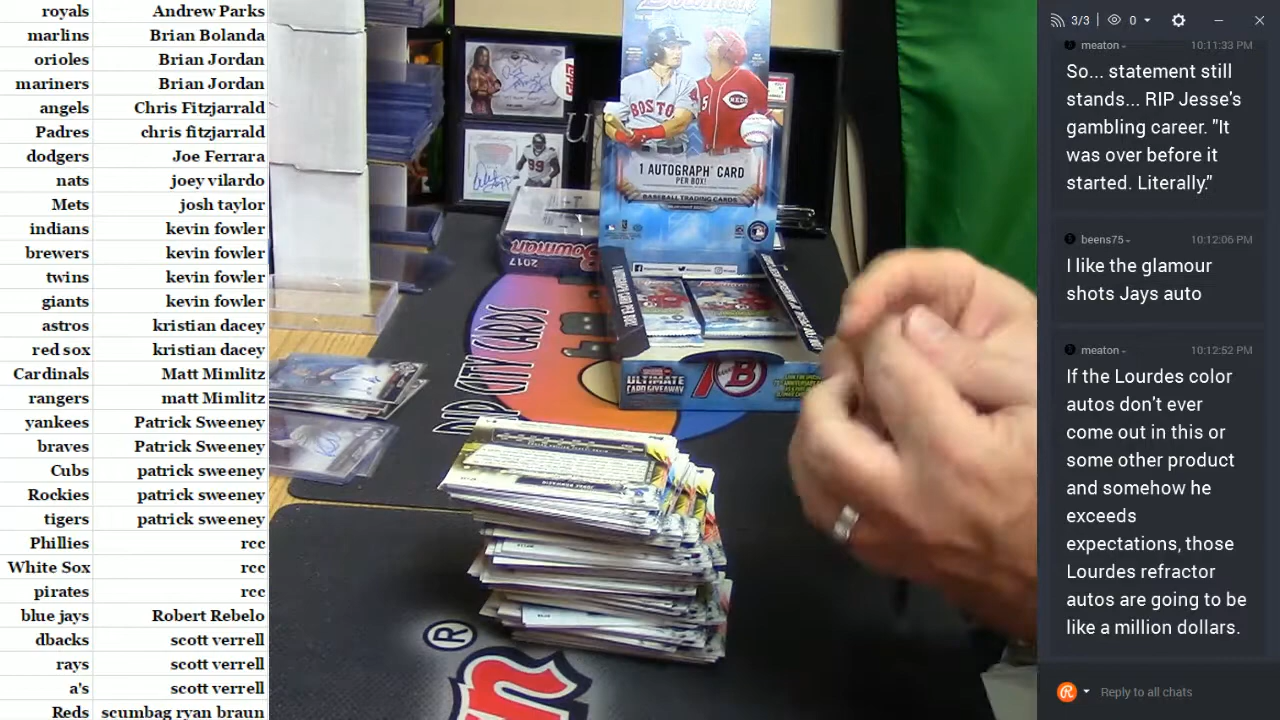 royals Andrew Parks
marlins Brian Bolanda
orioles Brian Jordan
mariners Brian Jordan
angels Chris Fitzjarrald
Padres chris fitzjarrald
dodgers Joe Ferrara
nats joey vilardo
Mets josh taylor
indians kevin fowler
brewers kevin fowler
twins kevin fowler
giants kevin fowler
astros kristian dacey
red sox kristian dacey
Cardinals Matt Mimlitz
rangers matt Mimlitz
yankees Patrick Sweeney
braves Patrick Sweeney
Cubs patrick sweeney
Rockies patrick sweeney
tigers patrick sweeney
Phillies rcc
White Sox rcc
pirates rcc
blue jays Robert Rebelo
dbacks scott verrell
rays scott verrell
a's scott verrell
Reds scumbag ryan braun
Bowman
BOSTON
REDS
5
99
1 AUTOGRAPH CARD
PER BOX!
BASEBALL TRADING CARDS
2017
Bowman
CITY CARDS
ULTIMATE
CARD GIVEAWAY
70 B
®
3/3 0
meaton - 10:11:33 PM
So... statement still
stands... RIP Jesse's
gambling career. "It
was over before it
started. Literally."
beens75 - 10:12:06 PM
I like the glamour
shots Jays auto
meaton - 10:12:52 PM
If the Lourdes color
autos don't ever
come out in this or
some other product
and somehow he
exceeds
expectations, those
Lourdes refractor
autos are going to be
like a million dollars.
Reply to all chats